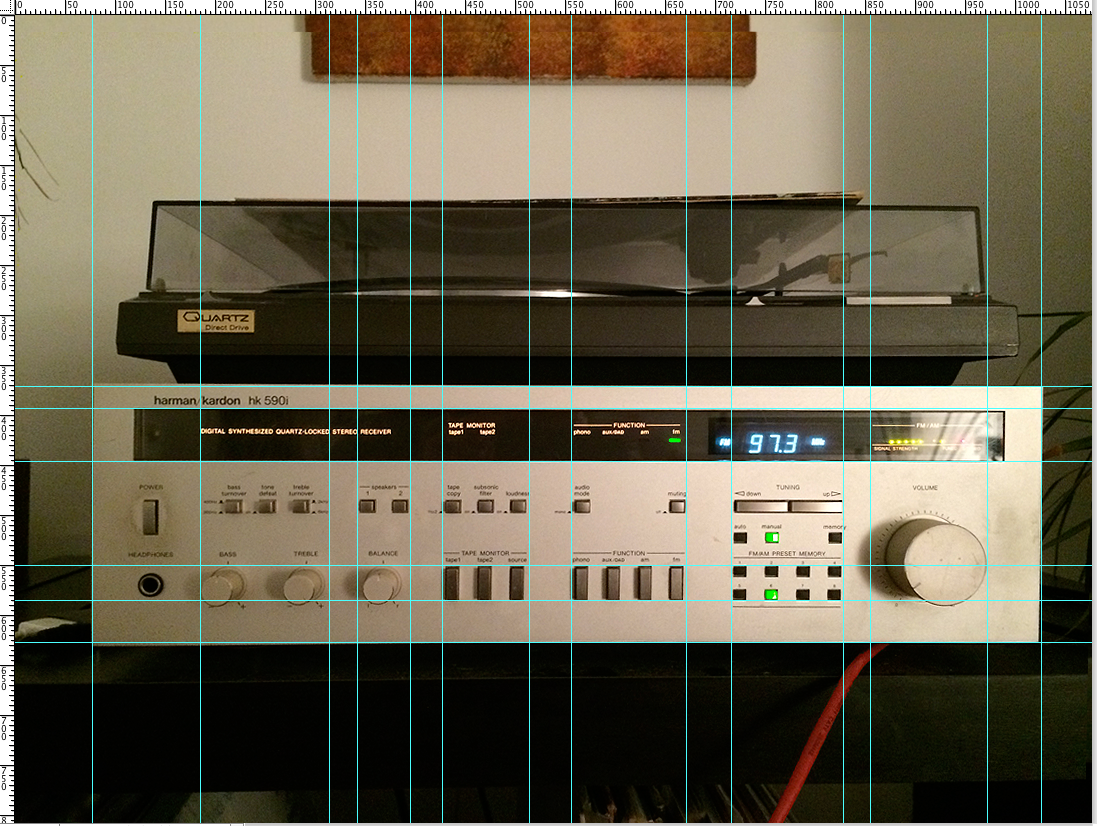 0 50 100 150 200 250 300 350 400 450 500 550 600 650 700 750 800 850 900 950 1000 1050
QUARTZ
Direct Drive
harman/kardon hk 590i
DIGITAL SYNTHESIZED QUARTZ-LOCKED STEREO RECEIVER
TAPE MONITOR
tape1 tape2
FUNCTION
phono aux/DAD am fm
FM 97.3 MHz
FM/AM
SIGNAL STRENGTH
POWER
bass turnover
tone defeat
treble turnover
speakers
1 2
tape copy
subsonic filter
loudness
audio mode
muting
TUNING
down up
VOLUME
auto manual memory
HEADPHONES
BASS
TREBLE
BALANCE
TAPE MONITOR
tape1 tape2 source
FUNCTION
phono aux/DAD am fm
FM/AM PRESET MEMORY